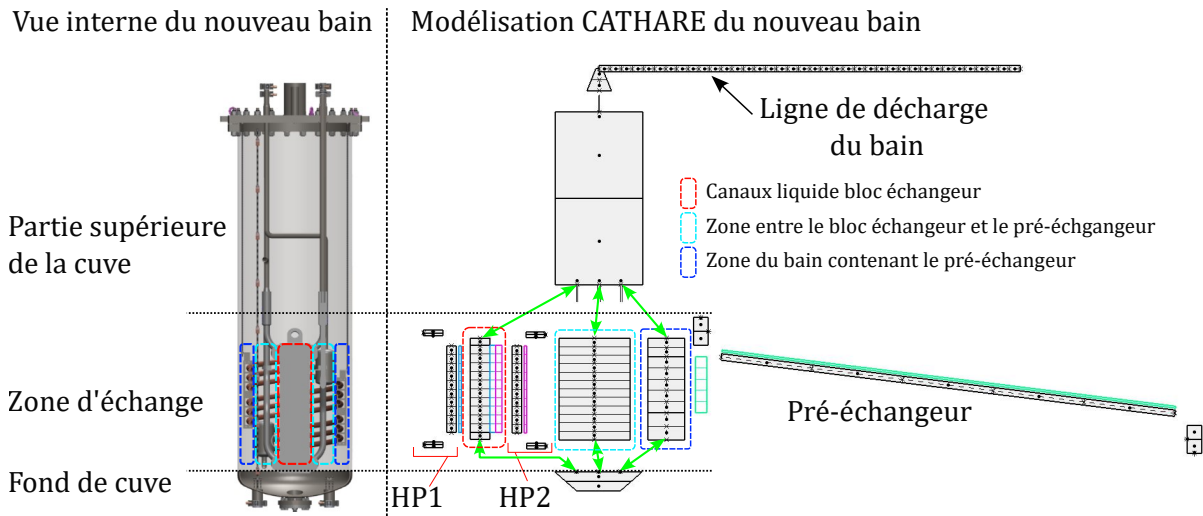 Vue interne du nouveau bain
Modélisation CATHARE du nouveau bain
Ligne de décharge
du bain
Canaux liquide bloc échangeur
Zone entre le bloc échangeur et le pré-échgangeur
Zone du bain contenant le pré-échangeur
Partie supérieure
de la cuve
Zone d'échange
Pré-échangeur
Fond de cuve
HP1
HP2